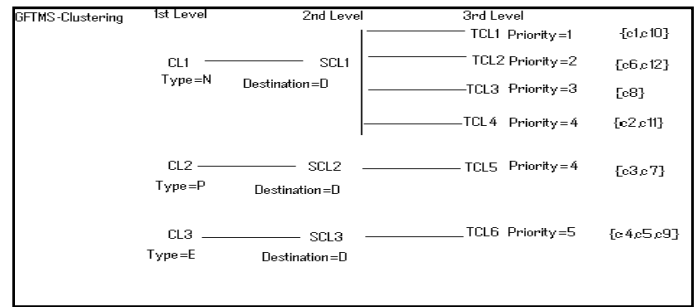 GFTMS-Clustering 1st Level 2nd Level 3rd Level
TCL1 Priority=1 {c1,c10}
CL1 SCL1 TCL2 Priority=2 {c6,c12}
Type=N Destination=D
TCL3 Priority=3 {c8}
TCL4 Priority=4 {c2,c11}
CL2 SCL2 TCL5 Priority=4 {c3,c7}
Type=P Destination=D
CL3 SCL3 TCL6 Priority=5 {c4,c5,c9}
Type=E Destination=D